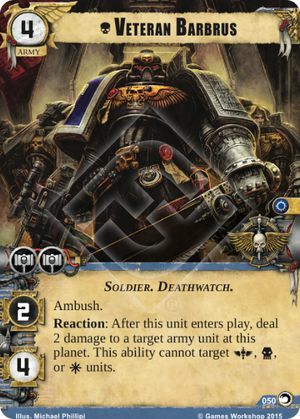 4
ARMY
Veteran Barbrus
Soldier. Deathwatch.
2
Ambush.
Reaction: After this unit enters play, deal
2 damage to a target army unit at this
planet. This ability cannot target , ,
or units.
4
050
Illus. Michael Phillipi
© Games Workshop 2015